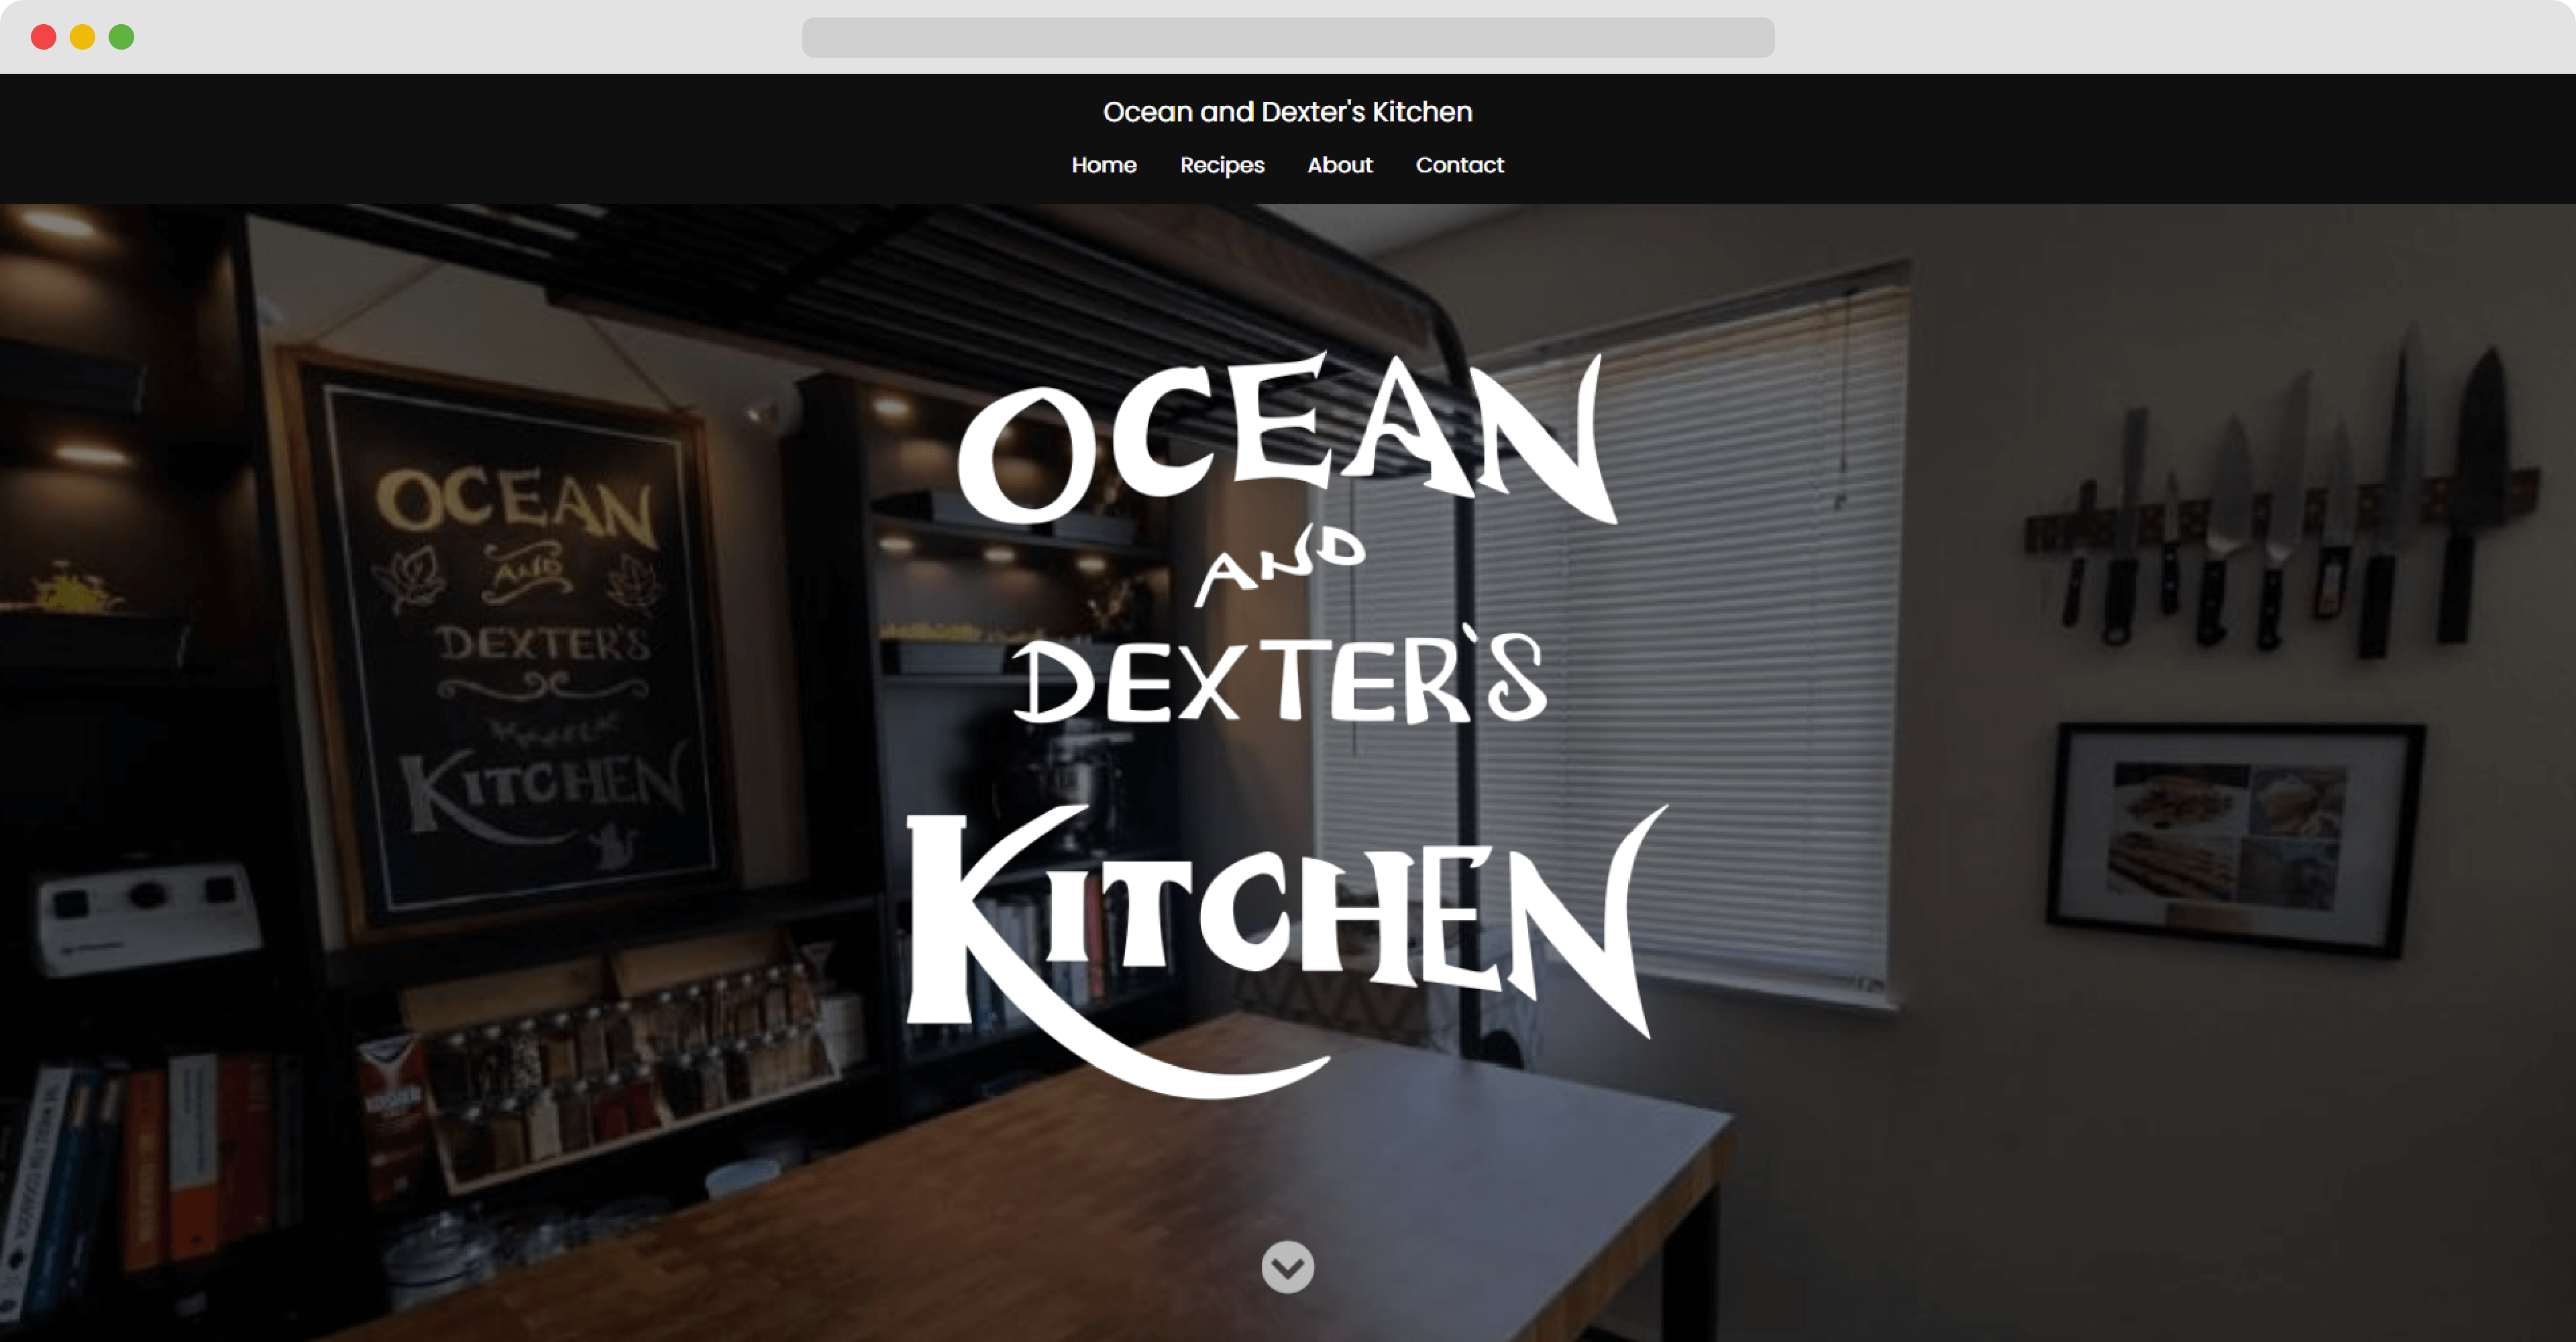 Ocean and Dexter's Kitchen
Home Recipes About Contact
OCEAN
AND
DEXTER'S
KITCHEN
OCEAN
AND
DEXTER'S
KITCHEN